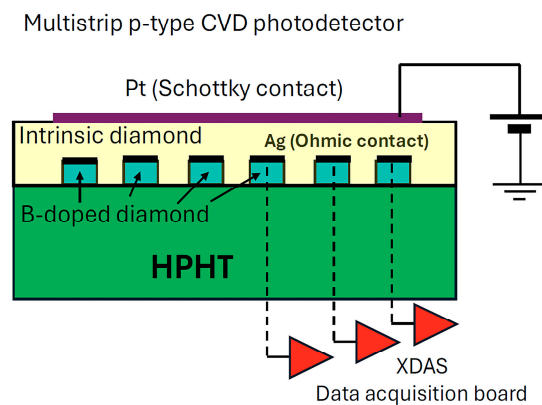 Multistrip p-type CVD photodetector
Pt (Schottky contact)
Intrinsic diamond
Ag (Ohmic contact)
B-doped diamond
HPHT
XDAS
Data acquisition board